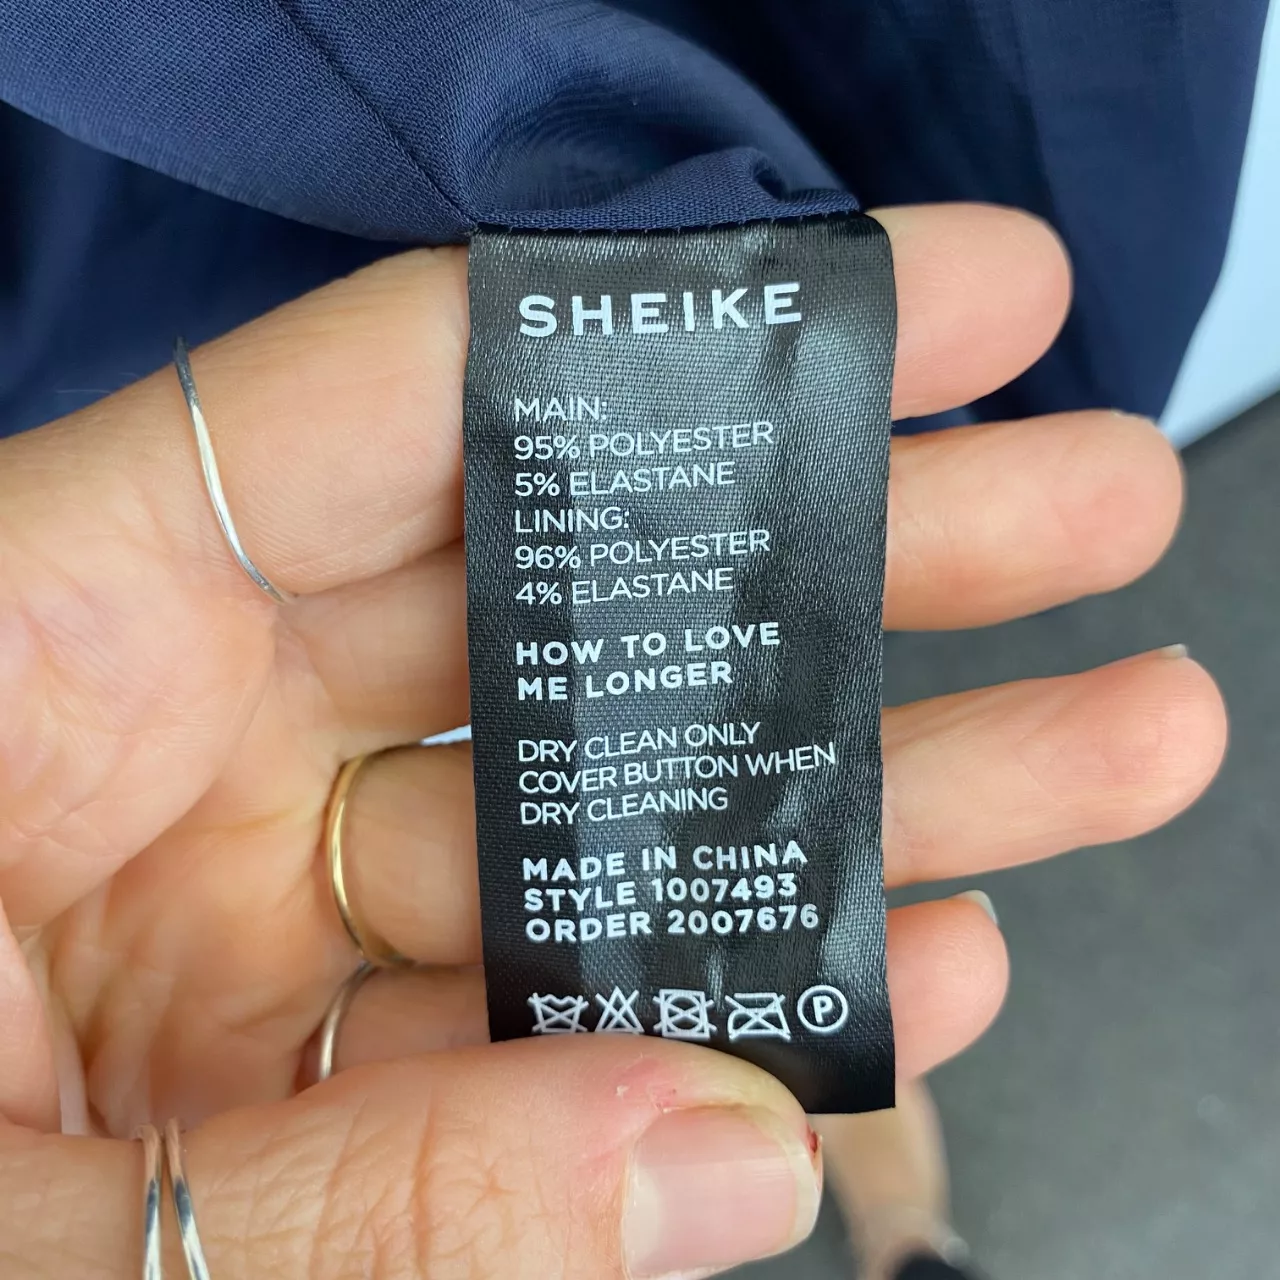 SHEIKE
MAIN:
95% POLYESTER
5% ELASTANE
LINING:
96% POLYESTER
4% ELASTANE
HOW TO LOVE
ME LONGER
DRY CLEAN ONLY
COVER BUTTON WHEN
DRY CLEANING
MADE IN CHINA
STYLE 1007493
ORDER 2007676
P